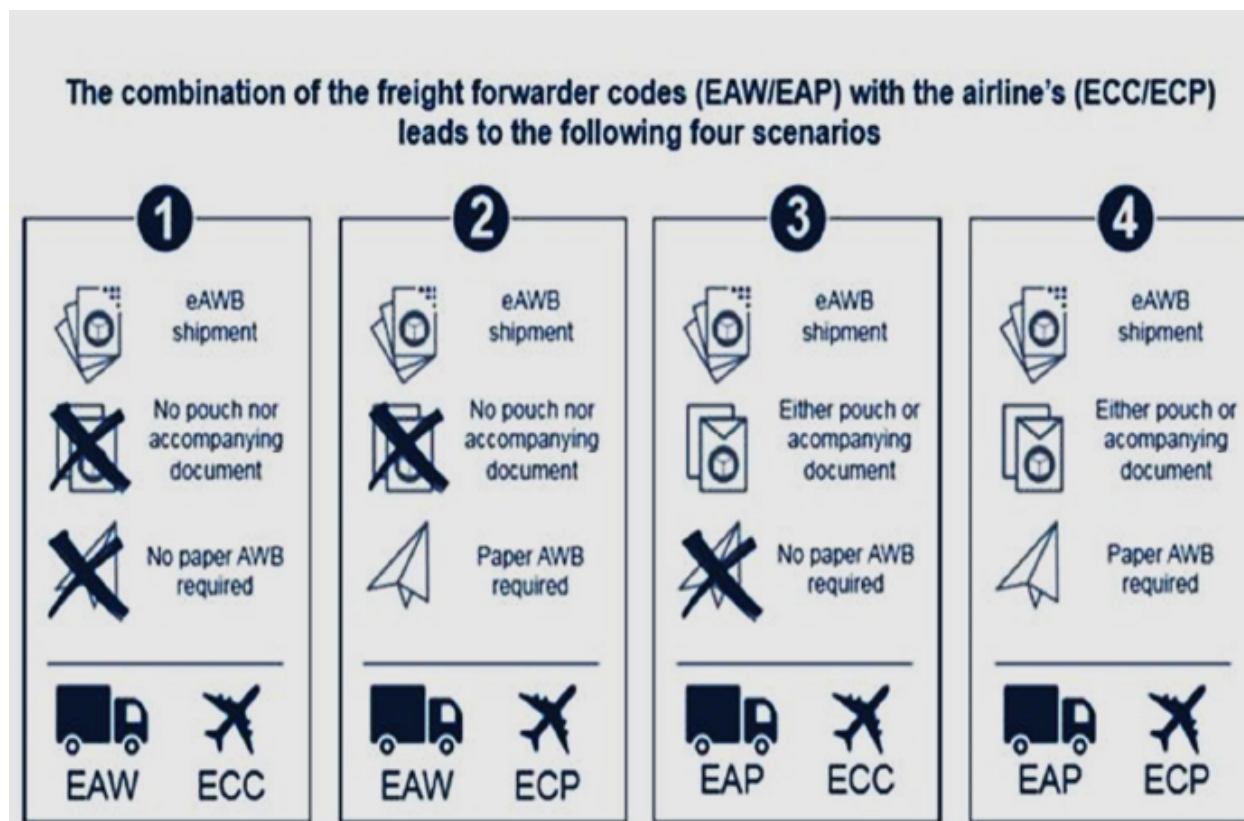 The combination of the freight forwarder codes (EAW/EAP) with the airline's (ECC/ECP)
leads to the following four scenarios
1
eAWB
shipment
No pouch nor
accompanying
document
No paper AWB
required
EAW ECC
2
eAWB
shipment
No pouch nor
accompanying
document
Paper AWB
required
EAW ECP
3
eAWB
shipment
Either pouch or
acompanying
document
No paper AWB
required
EAP ECC
4
eAWB
shipment
Either pouch or
acompanying
document
Paper AWB
required
EAP ECP